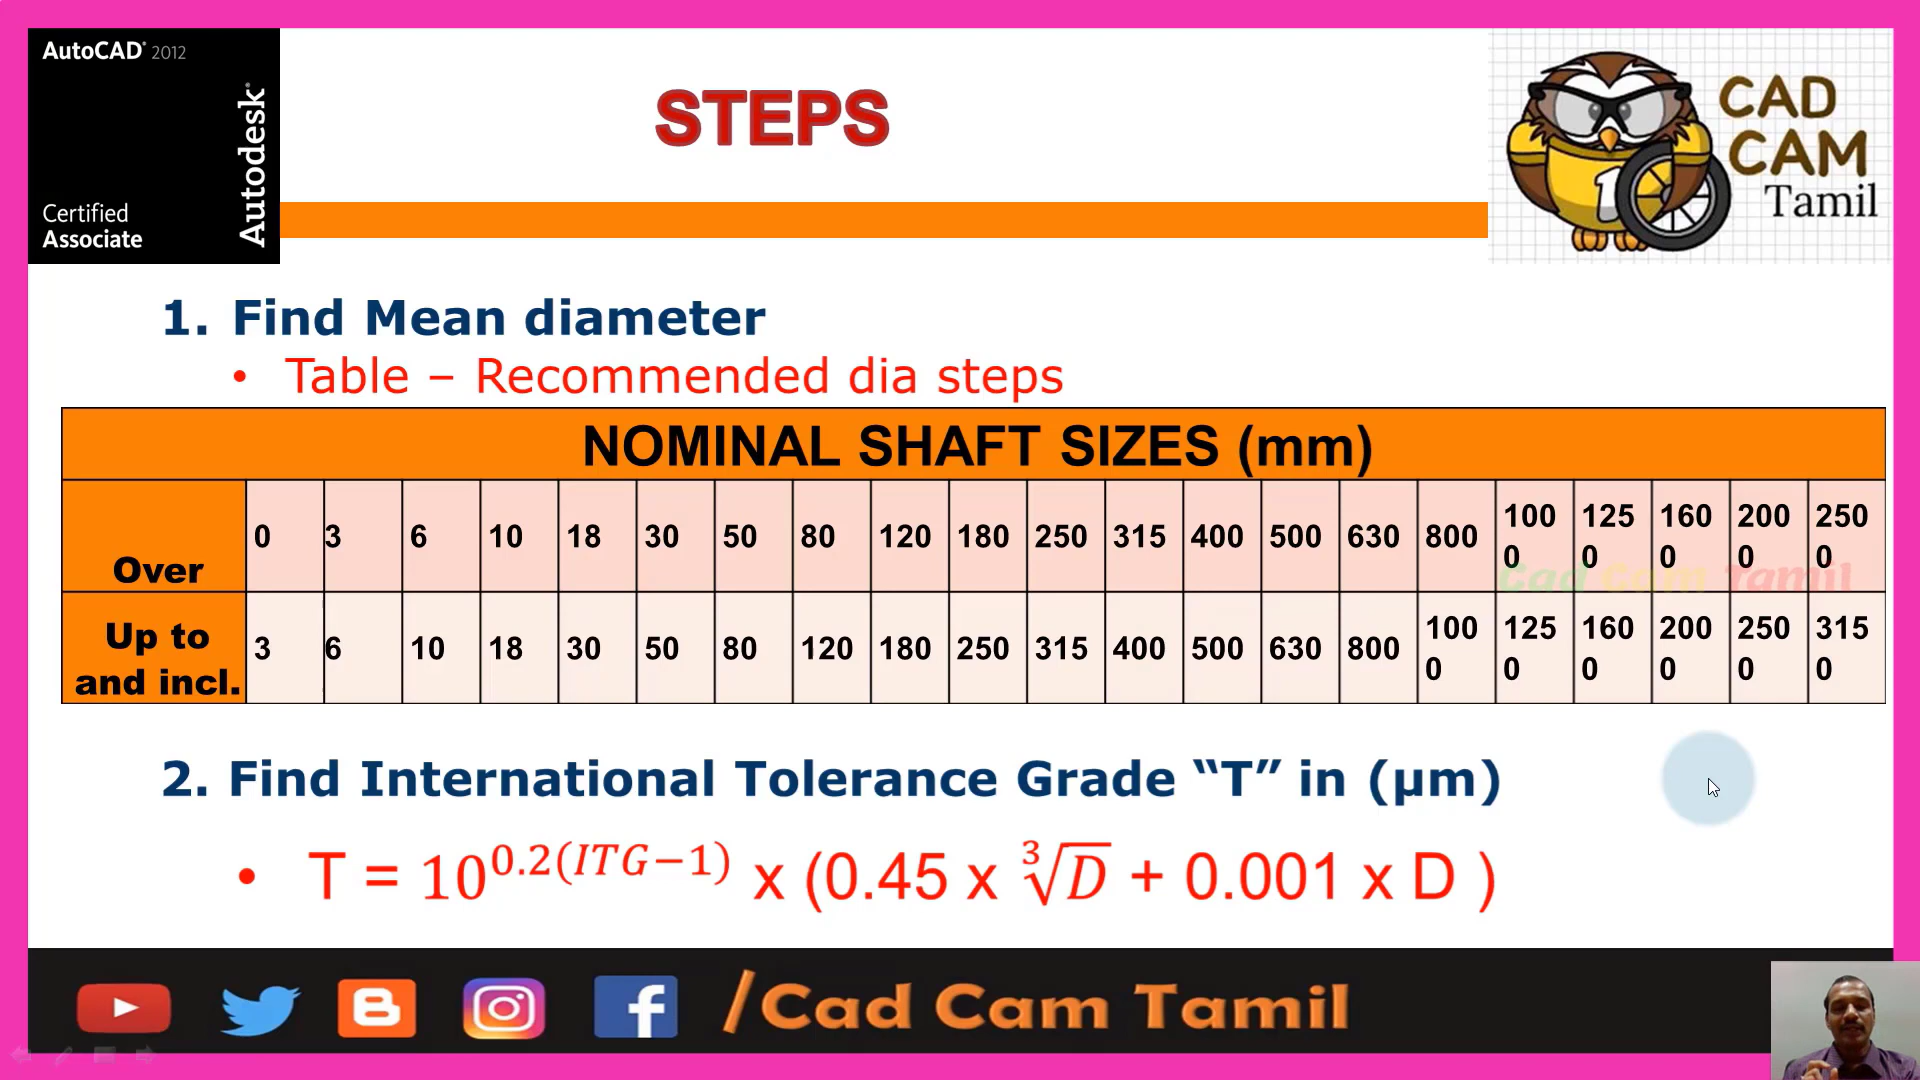 AutoCAD® 2012
Autodesk®
Certified
Associate
STEPS
CAD
CAM
Tamil
1. Find Mean diameter
• Table – Recommended dia steps
NOMINAL SHAFT SIZES (mm)
Over 0 3 6 10 18 30 50 80 120 180 250 315 400 500 630 800 1000 1250 1600 2000 2500
Cad Cam Tamil
Up to and incl. 3 6 10 18 30 50 80 120 180 250 315 400 500 630 800 1000 1250 1600 2000 2500 3150
2. Find International Tolerance Grade “T” in (µm)
• T = 10^0.2(ITG−1) x (0.45 x ∛D + 0.001 x D )
/Cad Cam Tamil